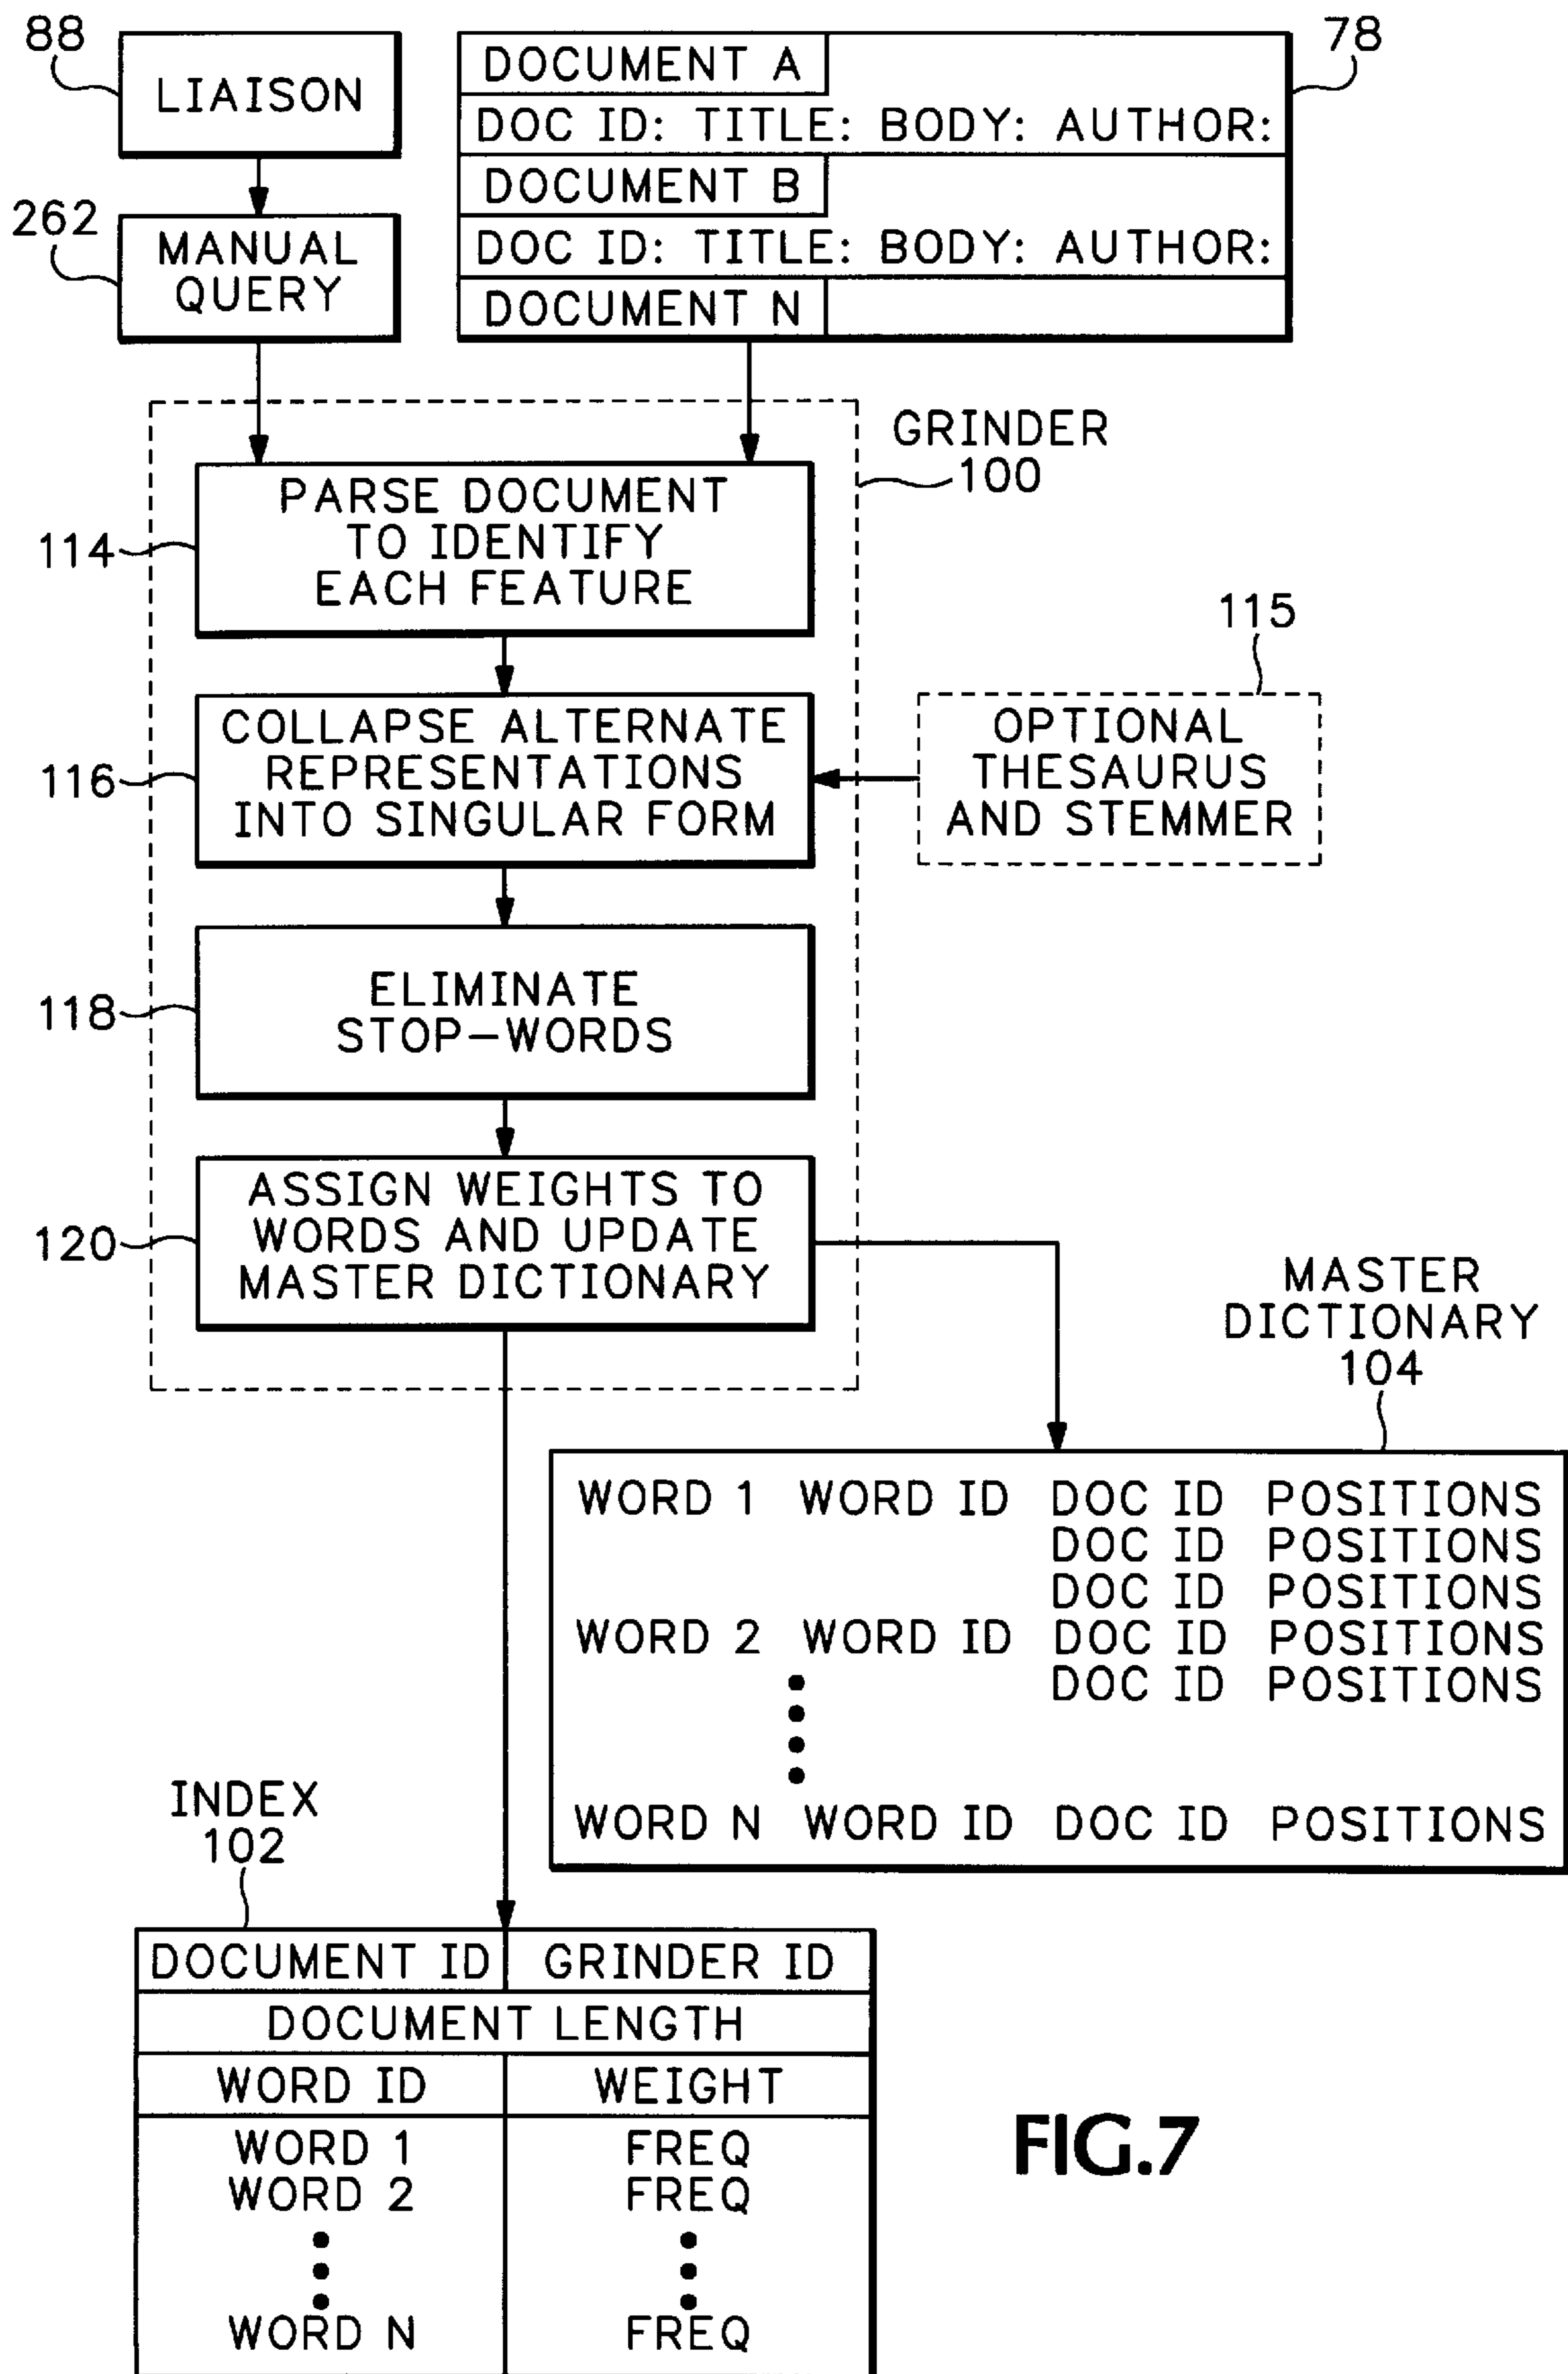 88
LIAISON
262
MANUAL
QUERY
78
DOCUMENT A
DOC ID: TITLE: BODY: AUTHOR:
DOCUMENT B
DOC ID: TITLE: BODY: AUTHOR:
DOCUMENT N
GRINDER
100
114
PARSE DOCUMENT
TO IDENTIFY
EACH FEATURE
115
116
COLLAPSE ALTERNATE
REPRESENTATIONS
INTO SINGULAR FORM
OPTIONAL
THESAURUS
AND STEMMER
118
ELIMINATE
STOP-WORDS
120
ASSIGN WEIGHTS TO
WORDS AND UPDATE
MASTER DICTIONARY
MASTER
DICTIONARY
104
WORD 1 WORD ID DOC ID POSITIONS
DOC ID POSITIONS
DOC ID POSITIONS
WORD 2 WORD ID DOC ID POSITIONS
DOC ID POSITIONS
WORD N WORD ID DOC ID POSITIONS
INDEX
102
DOCUMENT ID GRINDER ID
DOCUMENT LENGTH
WORD ID WEIGHT
WORD 1 FREQ
WORD 2 FREQ
WORD N FREQ
FIG.7